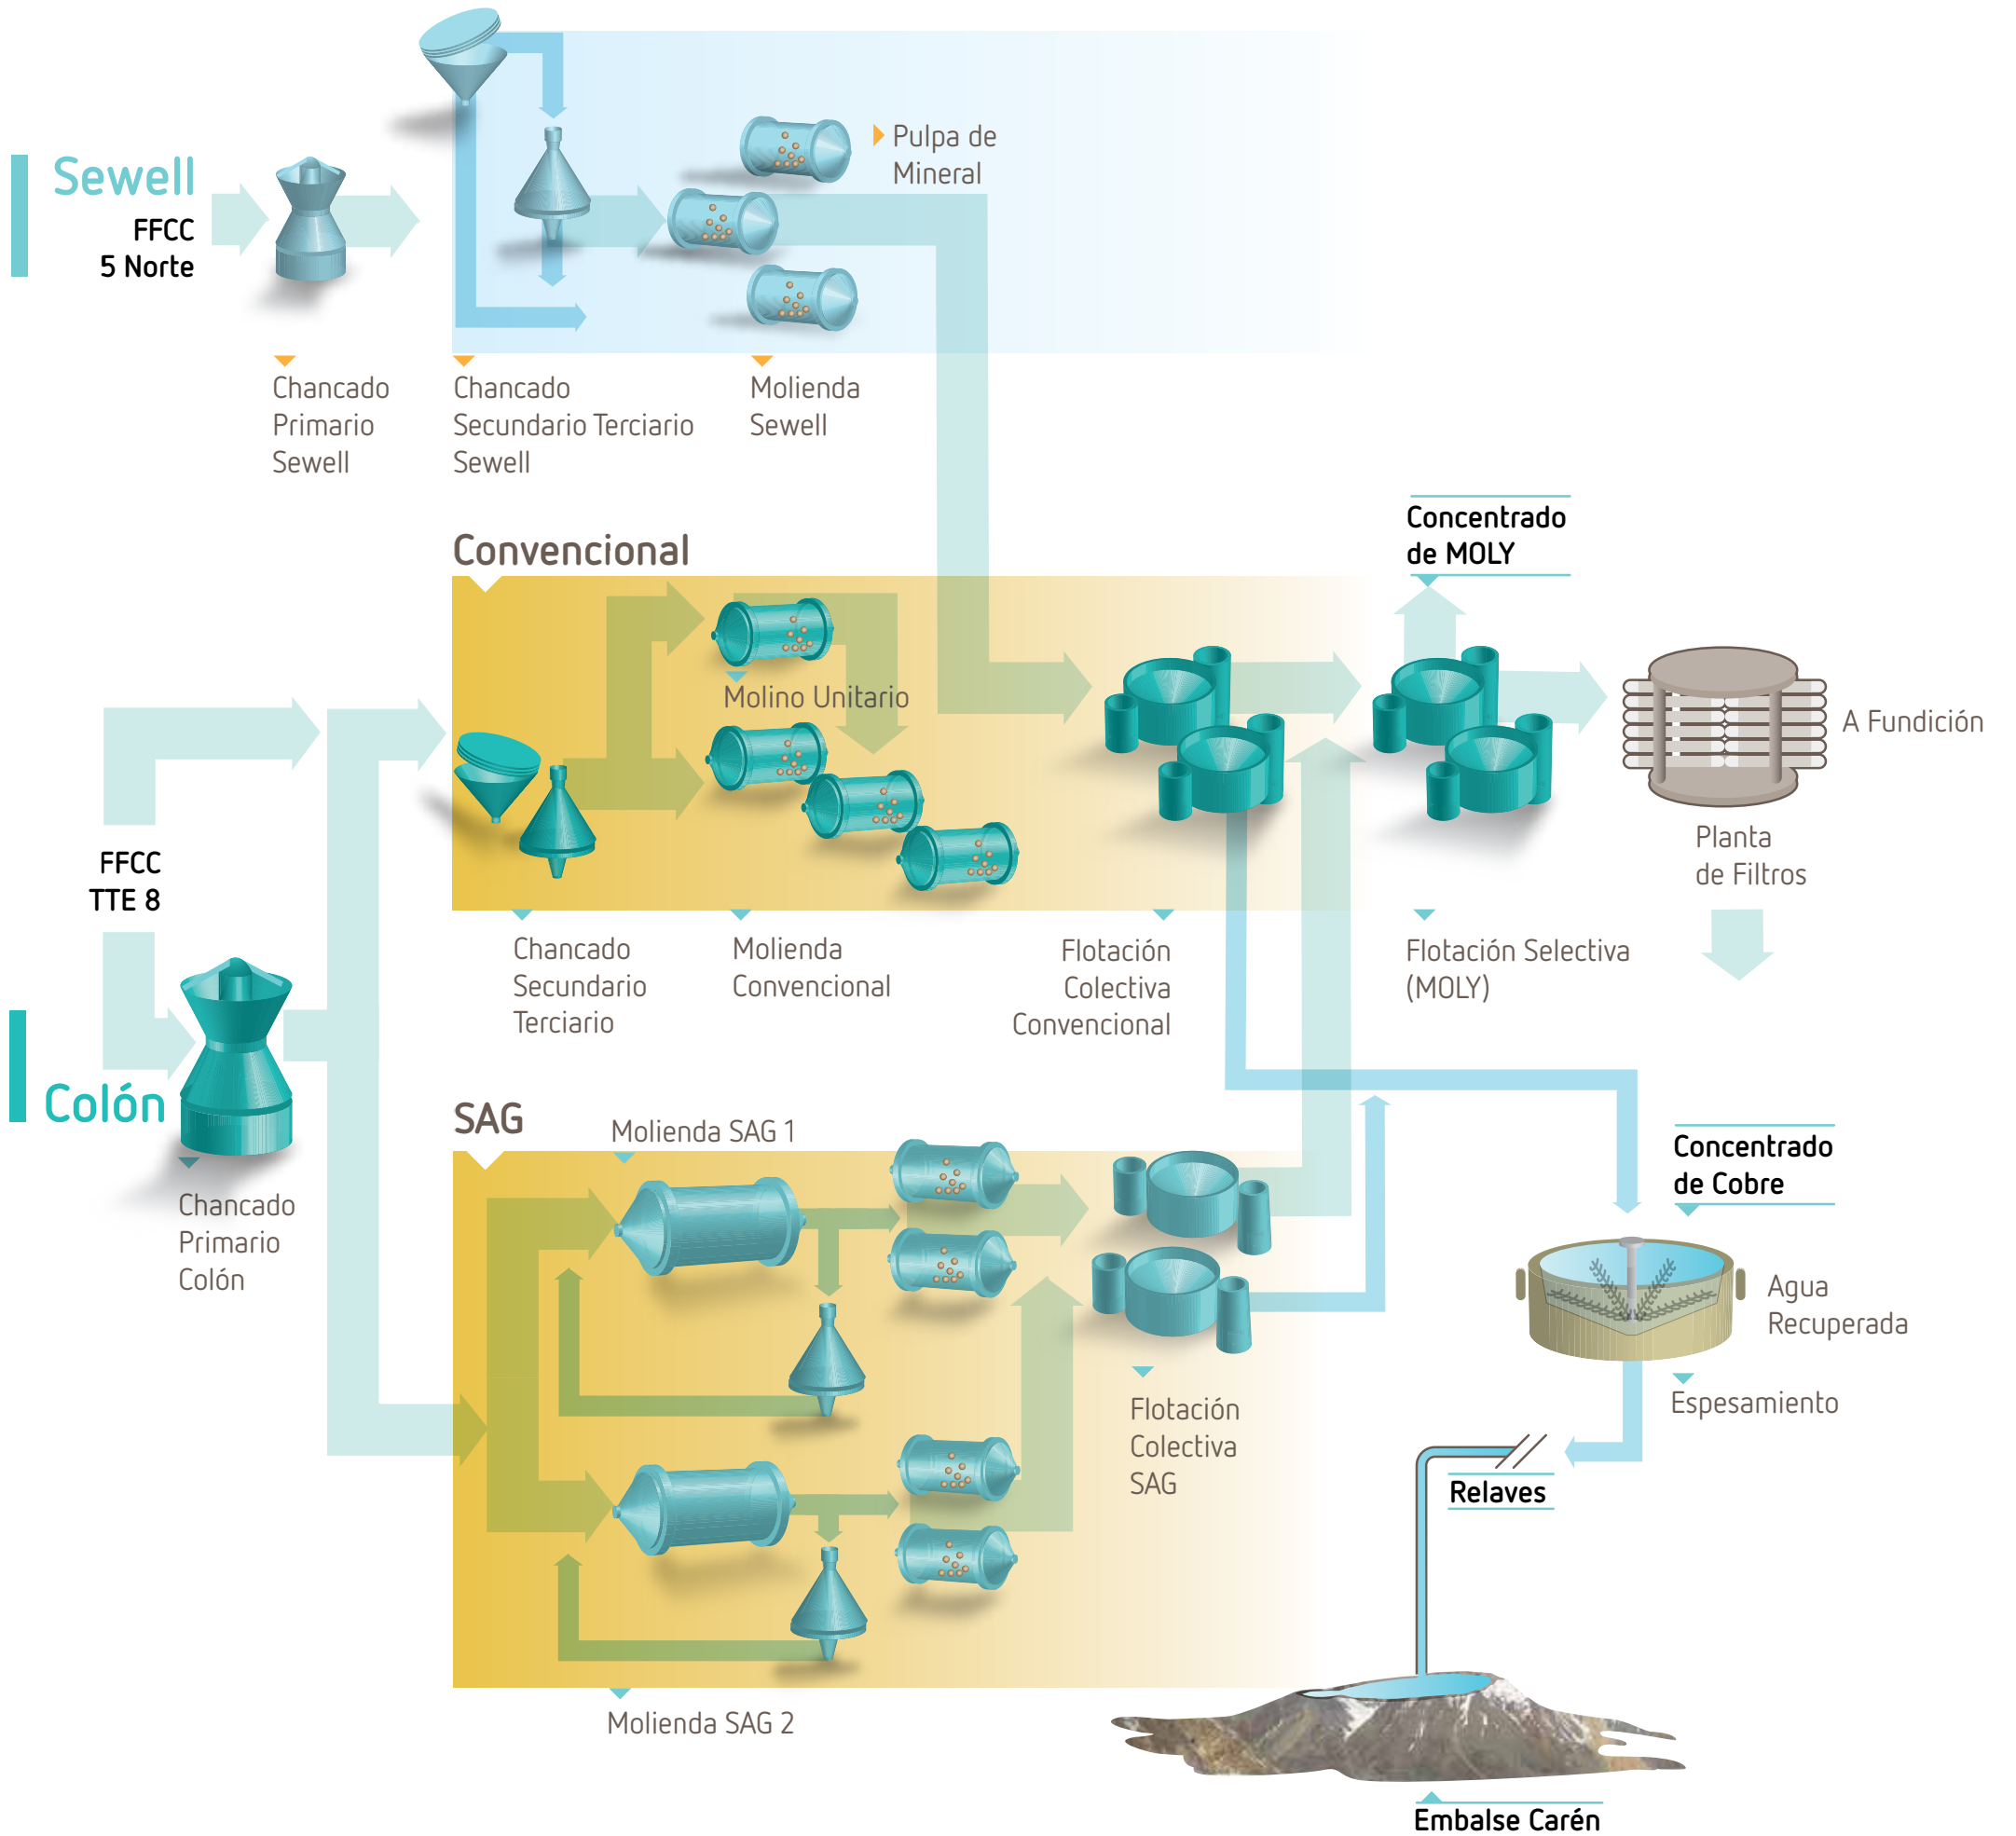 Sewell
FFCC
5 Norte
Pulpa de
Mineral
Chancado
Primario
Sewell
Chancado
Secundario Terciario
Sewell
Molienda
Sewell
Convencional
Concentrado
de MOLY
Molino Unitario
A Fundición
Planta
de Filtros
FFCC
TTE 8
Chancado
Secundario
Terciario
Molienda
Convencional
Flotación
Colectiva
Convencional
Flotación Selectiva
(MOLY)
Colón
Chancado
Primario
Colón
SAG
Molienda SAG 1
Concentrado
de Cobre
Agua
Recuperada
Espesamiento
Flotación
Colectiva
SAG
Relaves
Molienda SAG 2
Embalse Carén